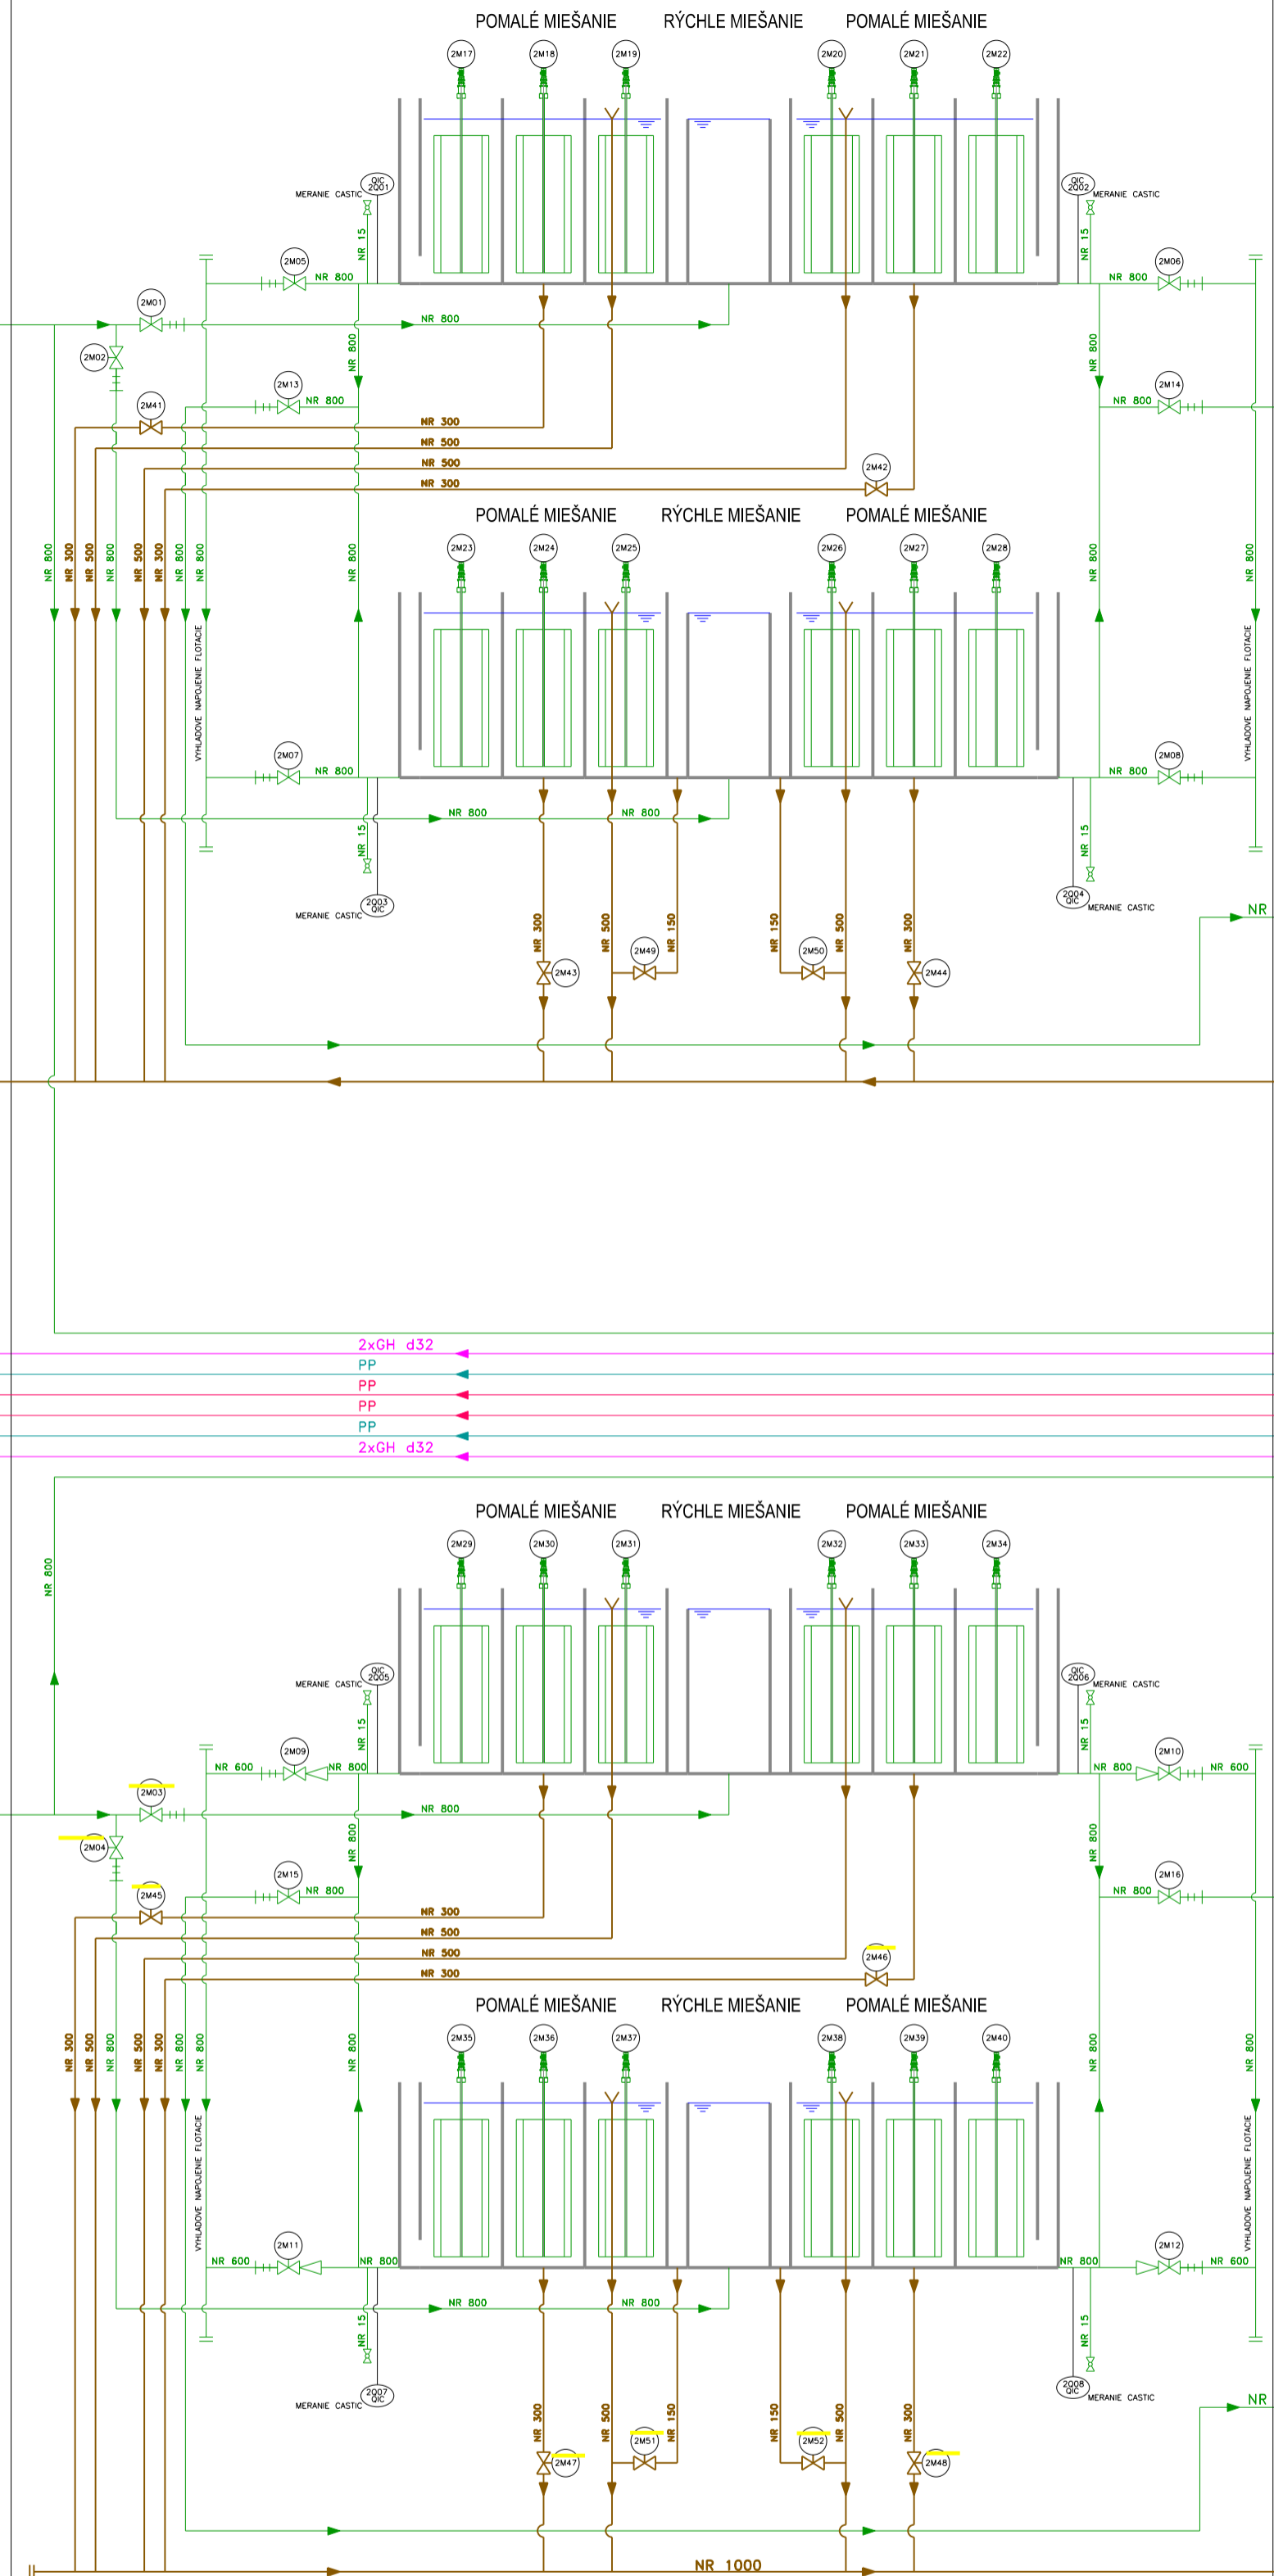 POMALÉ MIEŠANIE RÝCHLE MIEŠANIE POMALÉ MIEŠANIE
2M17 2M18 2M19 2M20 2M21 2M22
QIC 2Q01 QIC 2Q02
MERANIE CASTIC MERANIE CASTIC
NR 15 NR 15
2M05 2M06
NR 800 NR 800
2M01
NR 800
2M02
NR 800 NR 800
2M13 2M14
NR 800 NR 800
2M41
NR 300
NR 500
NR 500
2M42
NR 300
POMALÉ MIEŠANIE RÝCHLE MIEŠANIE POMALÉ MIEŠANIE
2M23 2M24 2M25 2M26 2M27 2M28
NR 800 NR 300 NR 500 NR 800 NR 500 NR 300 NR 800 NR 800 NR 800 NR 800 NR 800
VYHLADOVE NAPOJENIE FLOTACIE VYHLADOVE NAPOJENIE FLOTACIE
2M07 2M08
NR 800 NR 800
NR 800 NR 800
NR 15 NR 15
2Q03 QIC 2Q04 QIC
MERANIE CASTIC MERANIE CASTIC
NR
NR 300 NR 500 NR 150 NR 150 NR 500 NR 300
2M49 2M50
2M43 2M44
2xGH d32
PP
PP
PP
PP
2xGH d32
POMALÉ MIEŠANIE RÝCHLE MIEŠANIE POMALÉ MIEŠANIE
2M29 2M30 2M31 2M32 2M33 2M34
NR 800
QIC 2Q05 QIC 2Q06
MERANIE CASTIC MERANIE CASTIC
NR 15 NR 15
2M09 2M10
NR 600 NR 800 NR 800 NR 600
2M03
NR 800
2M04
NR 800 NR 800
2M15 2M16
NR 800 NR 800
2M45
NR 300
NR 500
NR 500
2M46
NR 300
POMALÉ MIEŠANIE RÝCHLE MIEŠANIE POMALÉ MIEŠANIE
2M35 2M36 2M37 2M38 2M39 2M40
NR 300 NR 500 NR 800 NR 500 NR 300 NR 800 NR 800 NR 800 NR 800 NR 800
VYHLADOVE NAPOJENIE FLOTACIE VYHLADOVE NAPOJENIE FLOTACIE
2M11 2M12
NR 600 NR 800 NR 800 NR 600
NR 800 NR 800
NR 15 NR 15
2Q07 QIC 2Q08 QIC
MERANIE CASTIC MERANIE CASTIC
NR
NR 300 NR 500 NR 150 NR 150 NR 500 NR 300
2M51 2M52
2M47 2M48
NR 1000